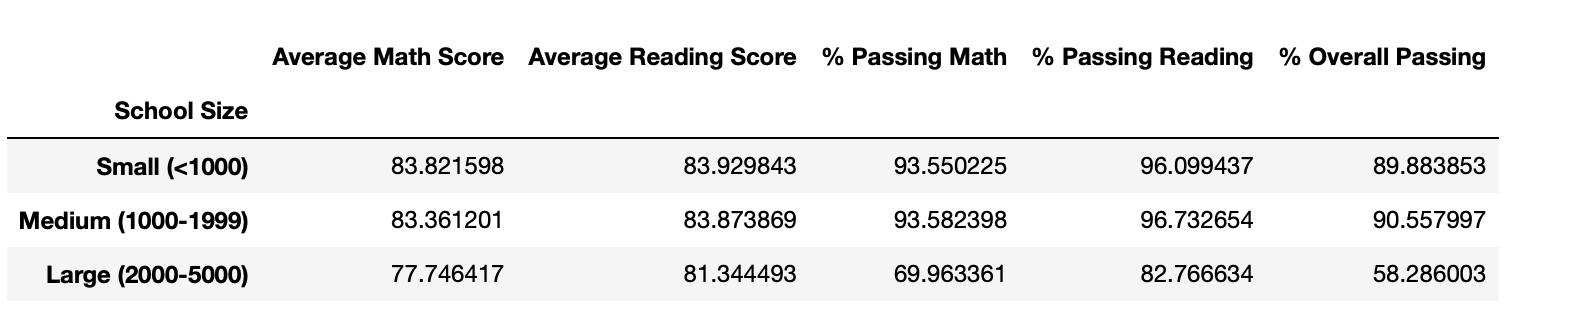 Average Math Score Average Reading Score % Passing Math % Passing Reading % Overall Passing
School Size
Small (<1000) 83.821598 83.929843 93.550225 96.099437 89.883853
Medium (1000-1999) 83.361201 83.873869 93.582398 96.732654 90.557997
Large (2000-5000) 77.746417 81.344493 69.963361 82.766634 58.286003